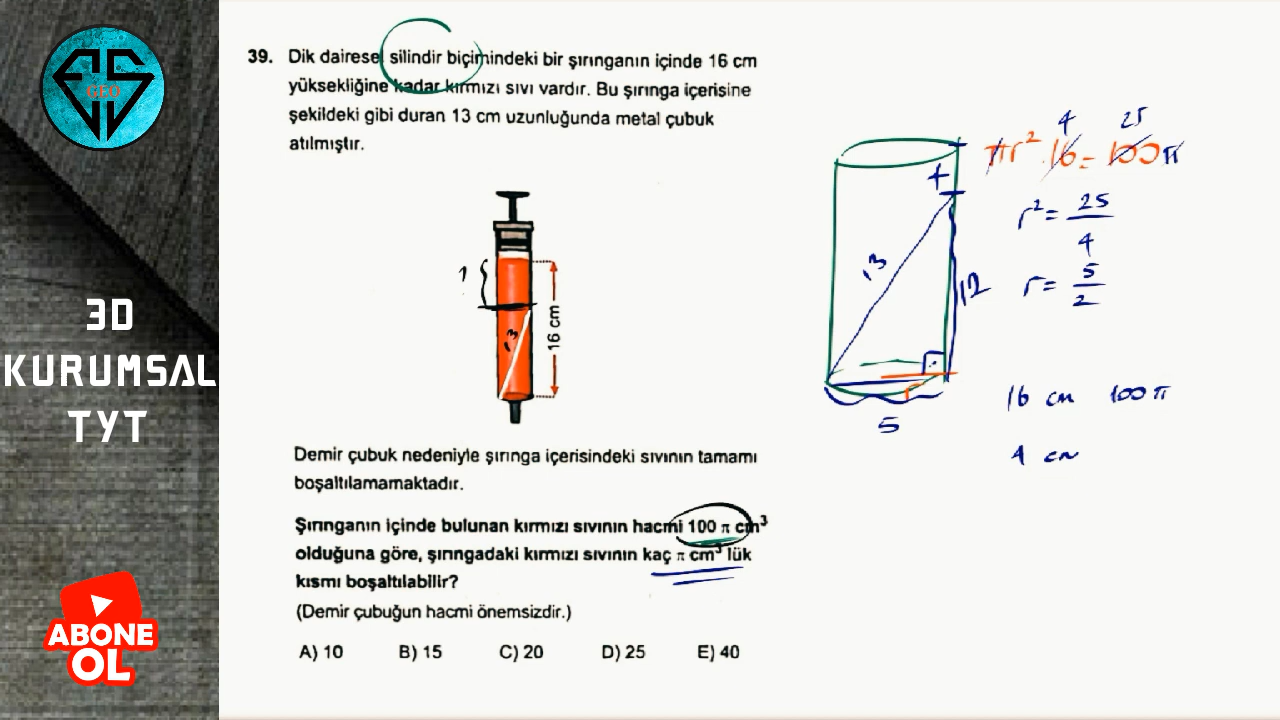 GEO
3D
KURUMSAL
TYT
ABONE
OL
39. Dik dairesel silindir biçimindeki bir şırınganın içinde 16 cm
yüksekliğine kadar kırmızı sıvı vardır. Bu şırınga içerisine
şekildeki gibi duran 13 cm uzunluğunda metal çubuk
atılmıştır.
16 cm
13
Demir çubuk nedeniyle şırınga içerisindeki sıvının tamamı
boşaltılamamaktadır.
Şırınganın içinde bulunan kırmızı sıvının hacmi 100 π cm³
olduğuna göre, şırıngadaki kırmızı sıvının kaç π cm³ lük
kısmı boşaltılabilir?
(Demir çubuğun hacmi önemsizdir.)
A) 10 B) 15 C) 20 D) 25 E) 40
4
13
12
5
4 25
πr².16=100π
r²=25/4
r=5/2
16 cm 100π
4 cm